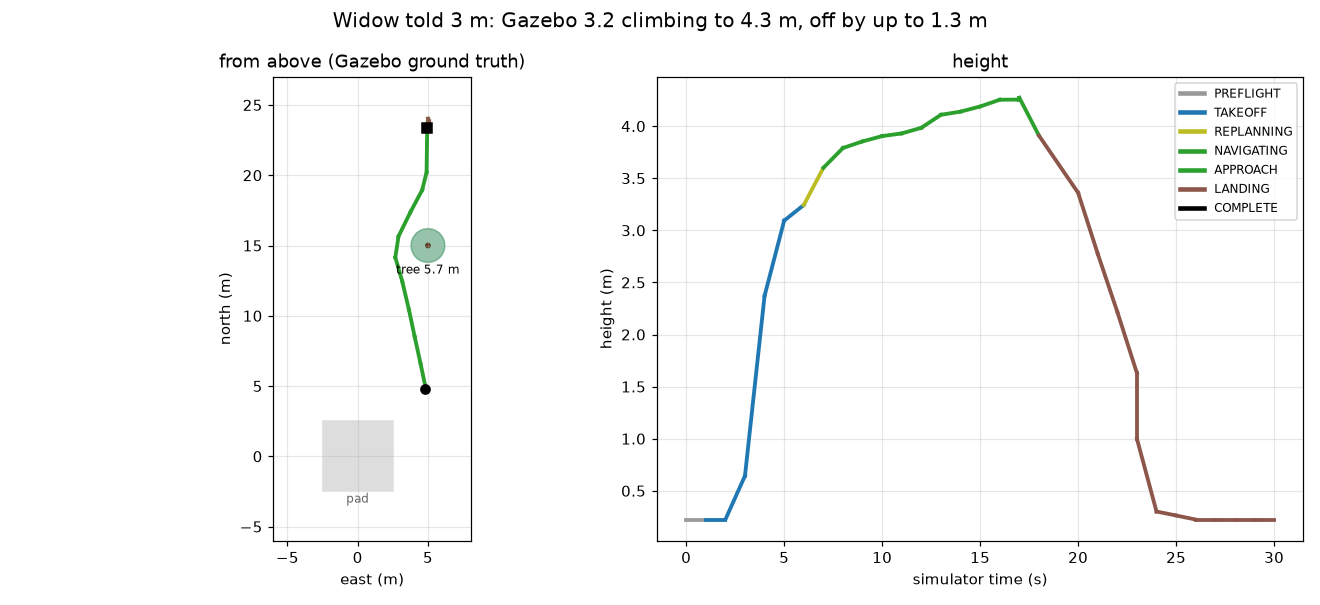 Widow told 3 m: Gazebo 3.2 climbing to 4.3 m, off by up to 1.3 m
from above (Gazebo ground truth)
25
20
15
10
5
0
−5
north (m)
tree 5.7 m
pad
−5
0
5
east (m)
height
4.0
3.5
3.0
2.5
2.0
1.5
1.0
0.5
height (m)
PREFLIGHT
TAKEOFF
REPLANNING
NAVIGATING
APPROACH
LANDING
COMPLETE
0
5
10
15
20
25
30
simulator time (s)